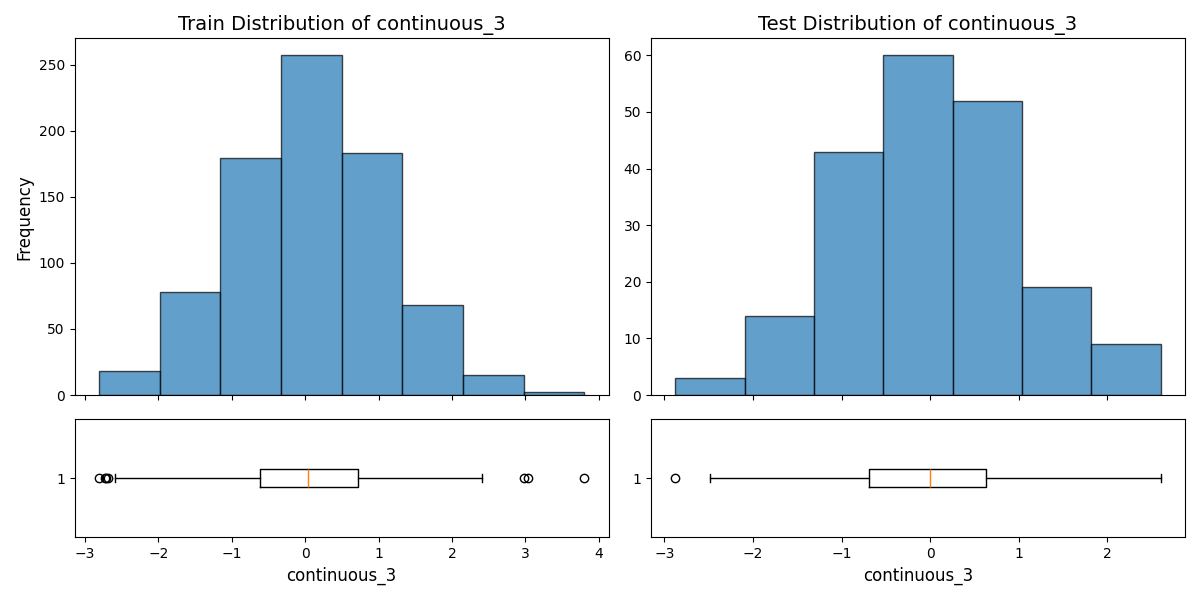 Train Distribution of continuous_3
Test Distribution of continuous_3
Frequency
250
200
150
100
50
0
60
50
40
30
20
10
0
1
−3 −2 −1 0 1 2 3 4
continuous_3
1
−3 −2 −1 0 1 2
continuous_3